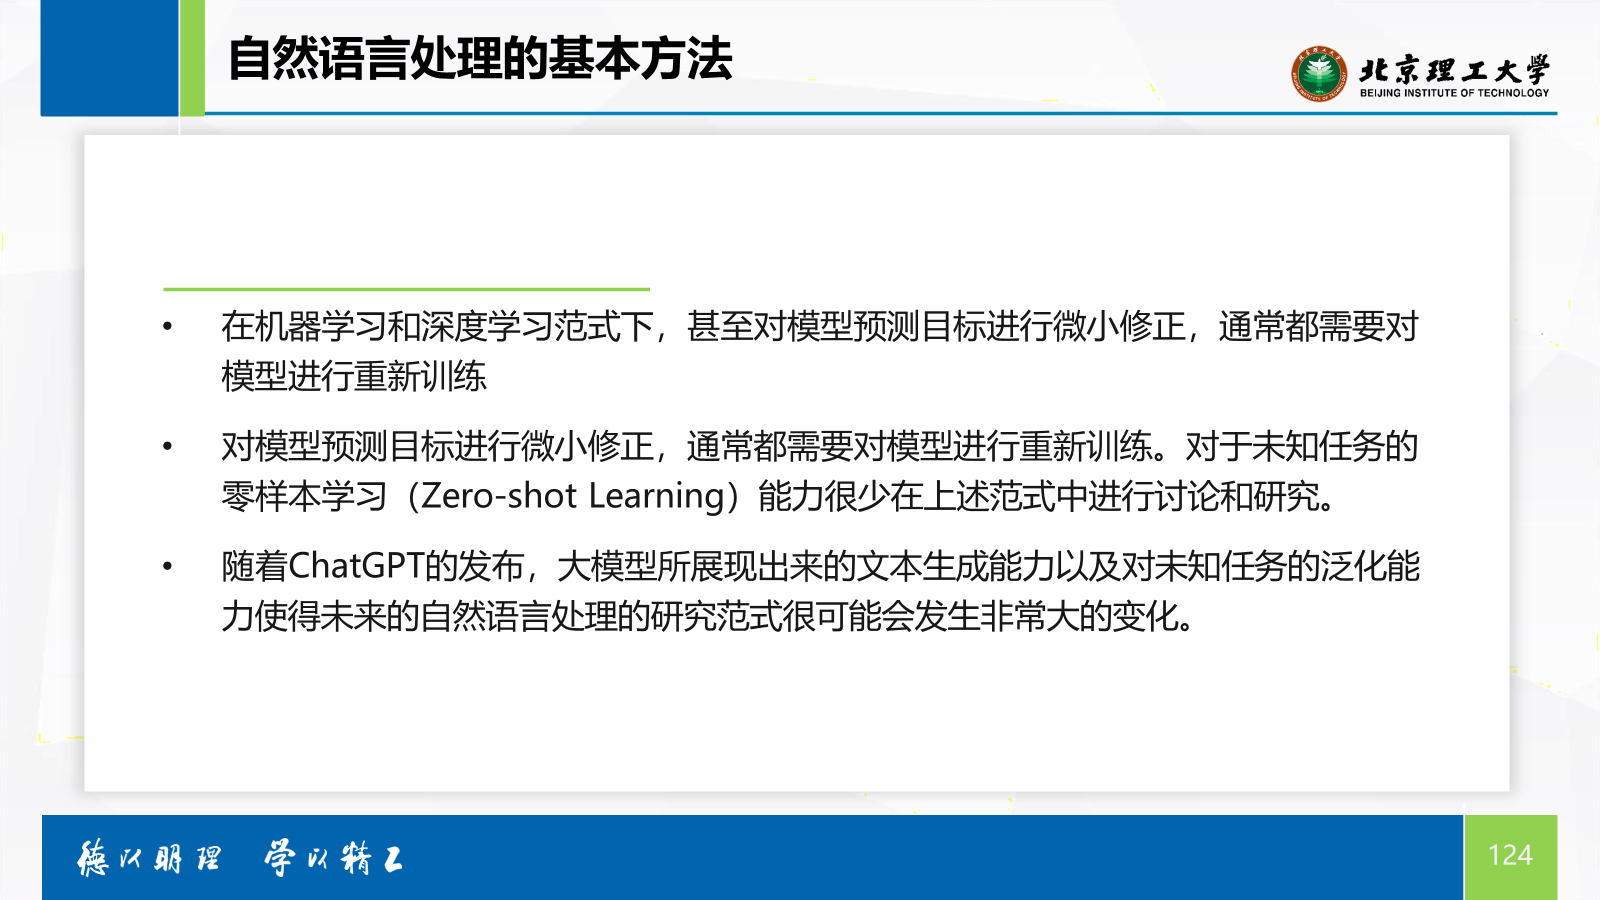 自然语言处理的基本方法
北京理工大学
BEIJING INSTITUTE OF TECHNOLOGY
• 在机器学习和深度学习范式下，甚至对模型预测目标进行微小修正，通常都需要对
模型进行重新训练
• 对模型预测目标进行微小修正，通常都需要对模型进行重新训练。对于未知任务的
零样本学习（Zero-shot Learning）能力很少在上述范式中进行讨论和研究。
• 随着ChatGPT的发布，大模型所展现出来的文本生成能力以及对未知任务的泛化能
力使得未来的自然语言处理的研究范式很可能会发生非常大的变化。
德以明理 学以精工
124